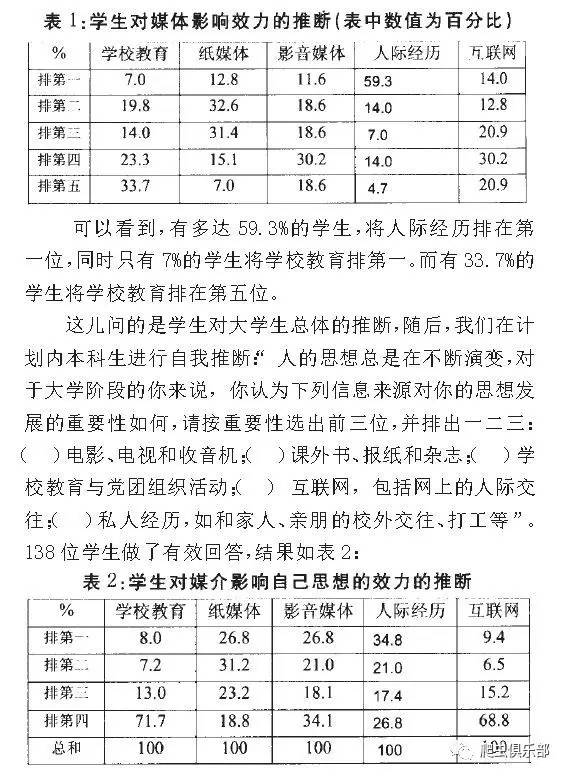 表 1:学生对媒体影响效力的推断(表中数值为百分比)
% 学校教育 纸媒体 影音媒体 人际经历 互联网
排第一 7.0 12.8 11.6 59.3 14.0
排第二 19.8 32.6 18.6 14.0 12.8
排第三 14.0 31.4 18.6 7.0 20.9
排第四 23.3 15.1 30.2 14.0 30.2
排第五 33.7 7.0 18.6 4.7 20.9
可以看到,有多达 59.3%的学生,将人际经历排在第
一位,同时只有 7%的学生将学校教育排第一。而有 33.7%的
学生将学校教育排在第五位。
这儿问的是学生对大学生总体的推断,随后,我们在计
划内本科生进行自我推断:“ 人的思想总是在不断演变,对
于大学阶段的你来说，你认为下列信息来源对你的思想发
展的重要性如何,请按重要性选出前三位,并排出一二三:
( )电影、电视和收音机;( )课外书、报纸和杂志;( )学
校教育与党团组织活动;( ) 互联网，包括网上的人际交
往;( )私人经历,如和家人、亲朋的校外交往、打工等”。
138 位学生做了有效回答,结果如表 2:
表 2:学生对媒介影响自己思想的效力的推断
% 学校教育 纸媒体 影音媒体 人际经历 互联网
排第一 8.0 26.8 26.8 34.8 9.4
排第二 7.2 31.2 21.0 21.0 6.5
排第三 13.0 23.2 18.1 17.4 15.2
排第四 71.7 18.8 34.1 26.8 68.8
总和 100 100 100 100 100
爬虫俱乐部